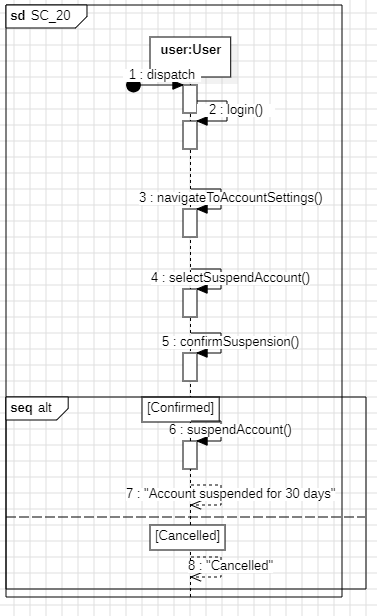 sd SC_20
user:User
1 : dispatch
2 : login()
3 : navigateToAccountSettings()
4 : selectSuspendAccount()
5 : confirmSuspension()
seq alt
[Confirmed]
6 : suspendAccount()
7 : "Account suspended for 30 days"
[Cancelled]
8 : "Cancelled"